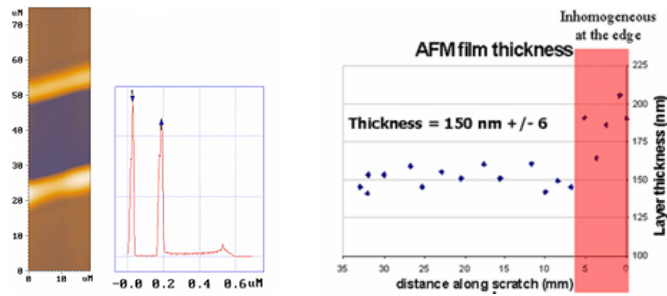 uM
70
60
50
40
30
20
10
0
0 10 uM
-0.0 0.2 0.4 0.6uM
Inhomogeneous
at the edge
AFM film thickness
Thickness = 150 nm +/- 6
225
200
175
150
125
100
Layer thickness (nm)
35 30 25 20 15 10 5 0
distance along scratch (mm)